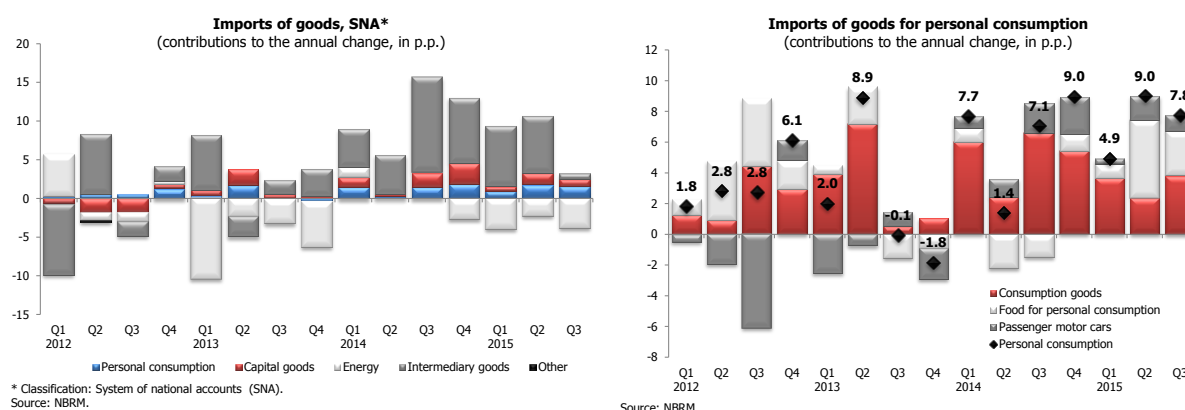 Imports of goods, SNA*
(contributions to the annual change, in p.p.)
20
15
10
5
0
-5
-10
-15
Q1 Q2 Q3 Q4 Q1 Q2 Q3 Q4 Q1 Q2 Q3 Q4 Q1 Q2 Q3
2012 2013 2014 2015
Personal consumption Capital goods Energy Intermediary goods Other
* Classification: System of national accounts (SNA).
Source: NBRM.
Imports of goods for personal consumption
(contributions to the annual change, in p.p.)
12
10
8
6
4
2
0
-2
-4
-6
-8
1.8
2.8
2.8
6.1
2.0
8.9
-0.1
-1.8
7.7
1.4
7.1
9.0
4.9
9.0
7.8
Consumption goods
Food for personal consumption
Passenger motor cars
Personal consumption
Q1 Q2 Q3 Q4 Q1 Q2 Q3 Q4 Q1 Q2 Q3 Q4 Q1 Q2 Q3
2012 2013 2014 2015
Source: NBRM.